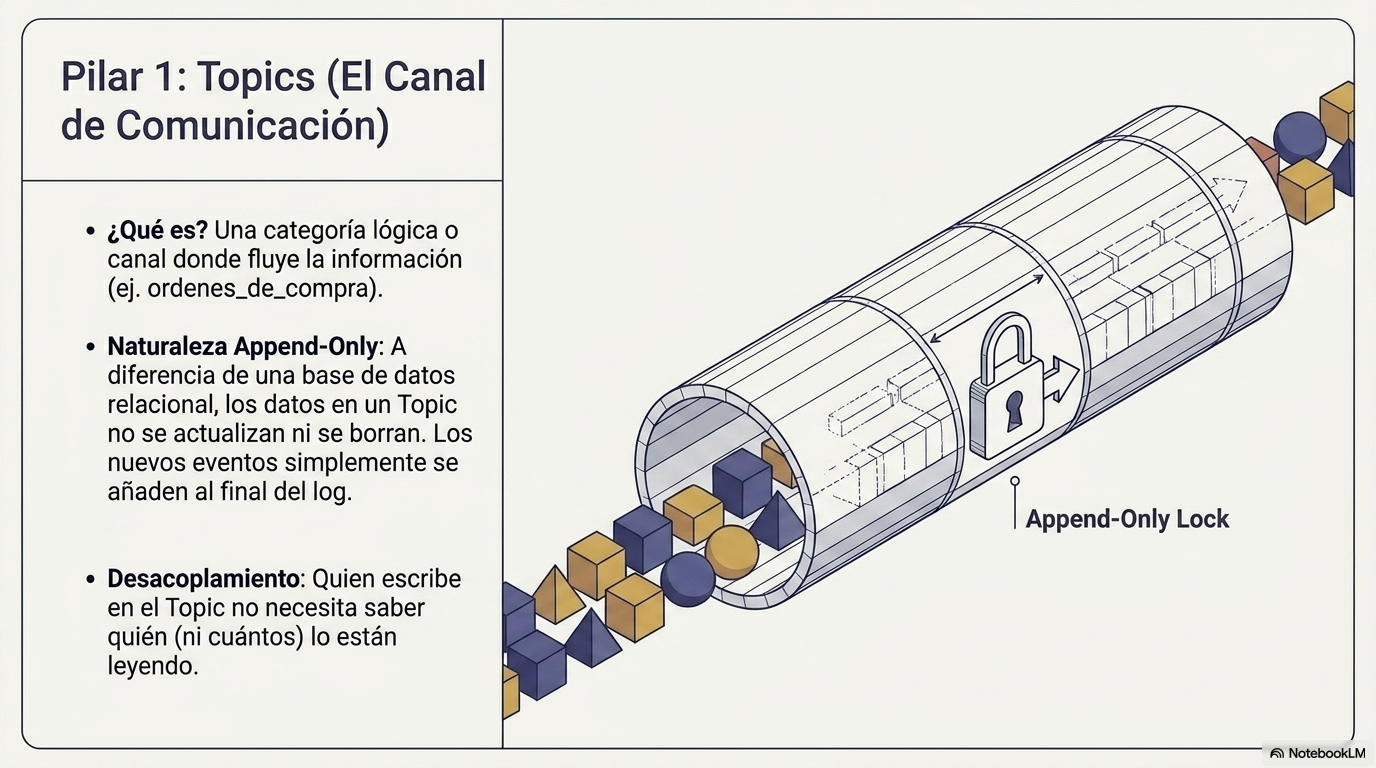 Pilar 1: Topics (El Canal
de Comunicación)
• ¿Qué es? Una categoría lógica o
canal donde fluye la información
(ej. ordenes_de_compra).
• Naturaleza Append-Only: A
diferencia de una base de datos
relacional, los datos en un Topic
no se actualizan ni se borran. Los
nuevos eventos simplemente se
añaden al final del log.
• Desacoplamiento: Quien escribe
en el Topic no necesita saber
quién (ni cuántos) lo están
leyendo.
Append-Only Lock
NotebookLM